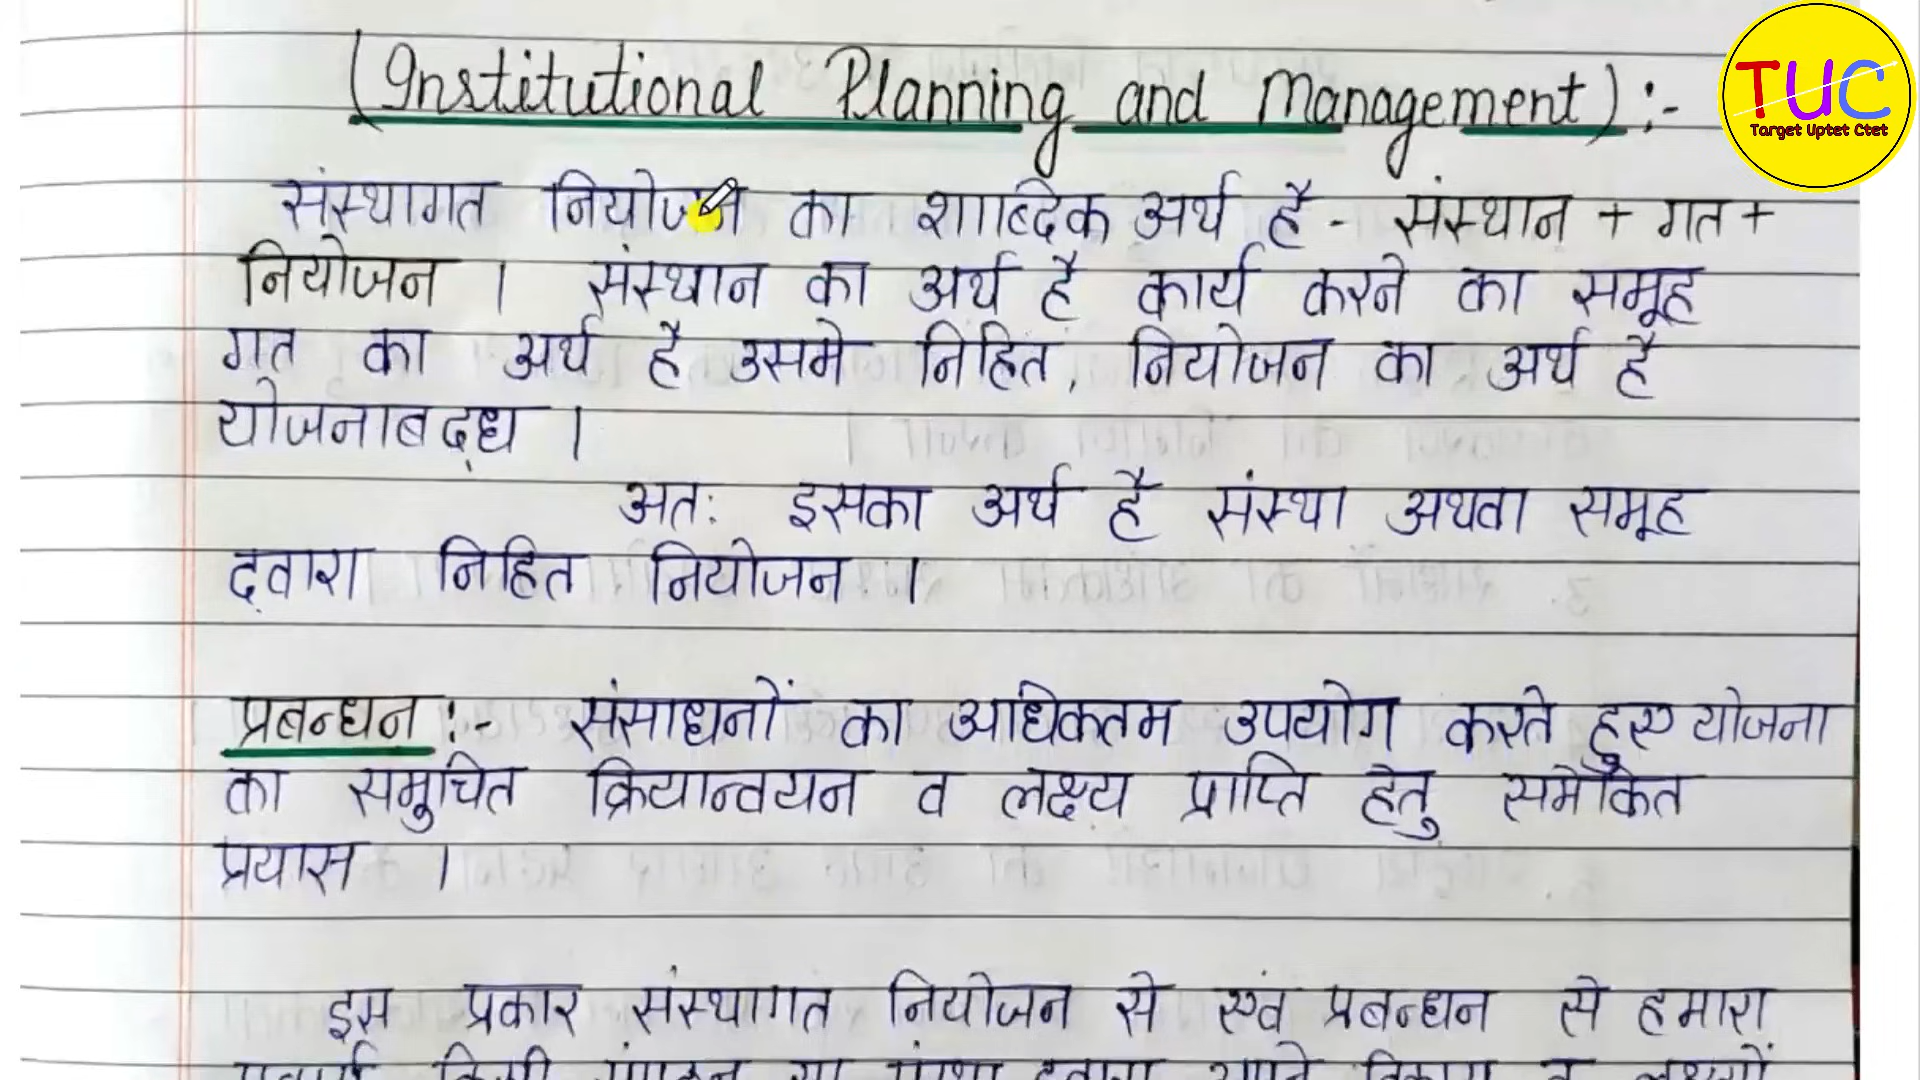 (Institutional Planning and Management) :-
TUC
Target Uptet Ctet
संस्थागत नियोजन का शाब्दिक अर्थ है - संस्थान + गत +
नियोजन । संस्थान का अर्थ है कार्य करने का समूह
गत का अर्थ है उसमे निहित, नियोजन का अर्थ है
योजनाबद्ध ।
अत: इसका अर्थ है संस्था अथवा समूह
द्वारा निहित नियोजन ।
प्रबन्धन :- संसाधनों का अधिकतम उपयोग करते हुए योजना
का समुचित क्रियान्वयन व लक्ष्य प्राप्ति हेतु समेकित
प्रयास ।
इस प्रकार संस्थागत नियोजन से एवं प्रबन्धन से हमारा